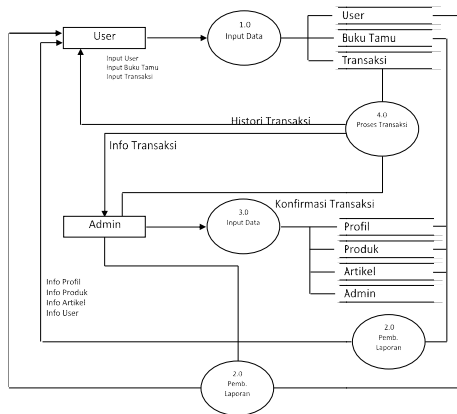 User
1.0
Input Data
User
Buku Tamu
Transaksi
Input User
Input Buku Tamu
Input Transaksi
4.0
Proses Transaksi
Histori Transaksi
Info Transaksi
Konfirmasi Transaksi
Admin
3.0
Input Data
Profil
Produk
Artikel
Admin
Info Profil
Info Produk
Info Artikel
Info User
2.0
Pemb.
Laporan
2.0
Pemb.
Laporan